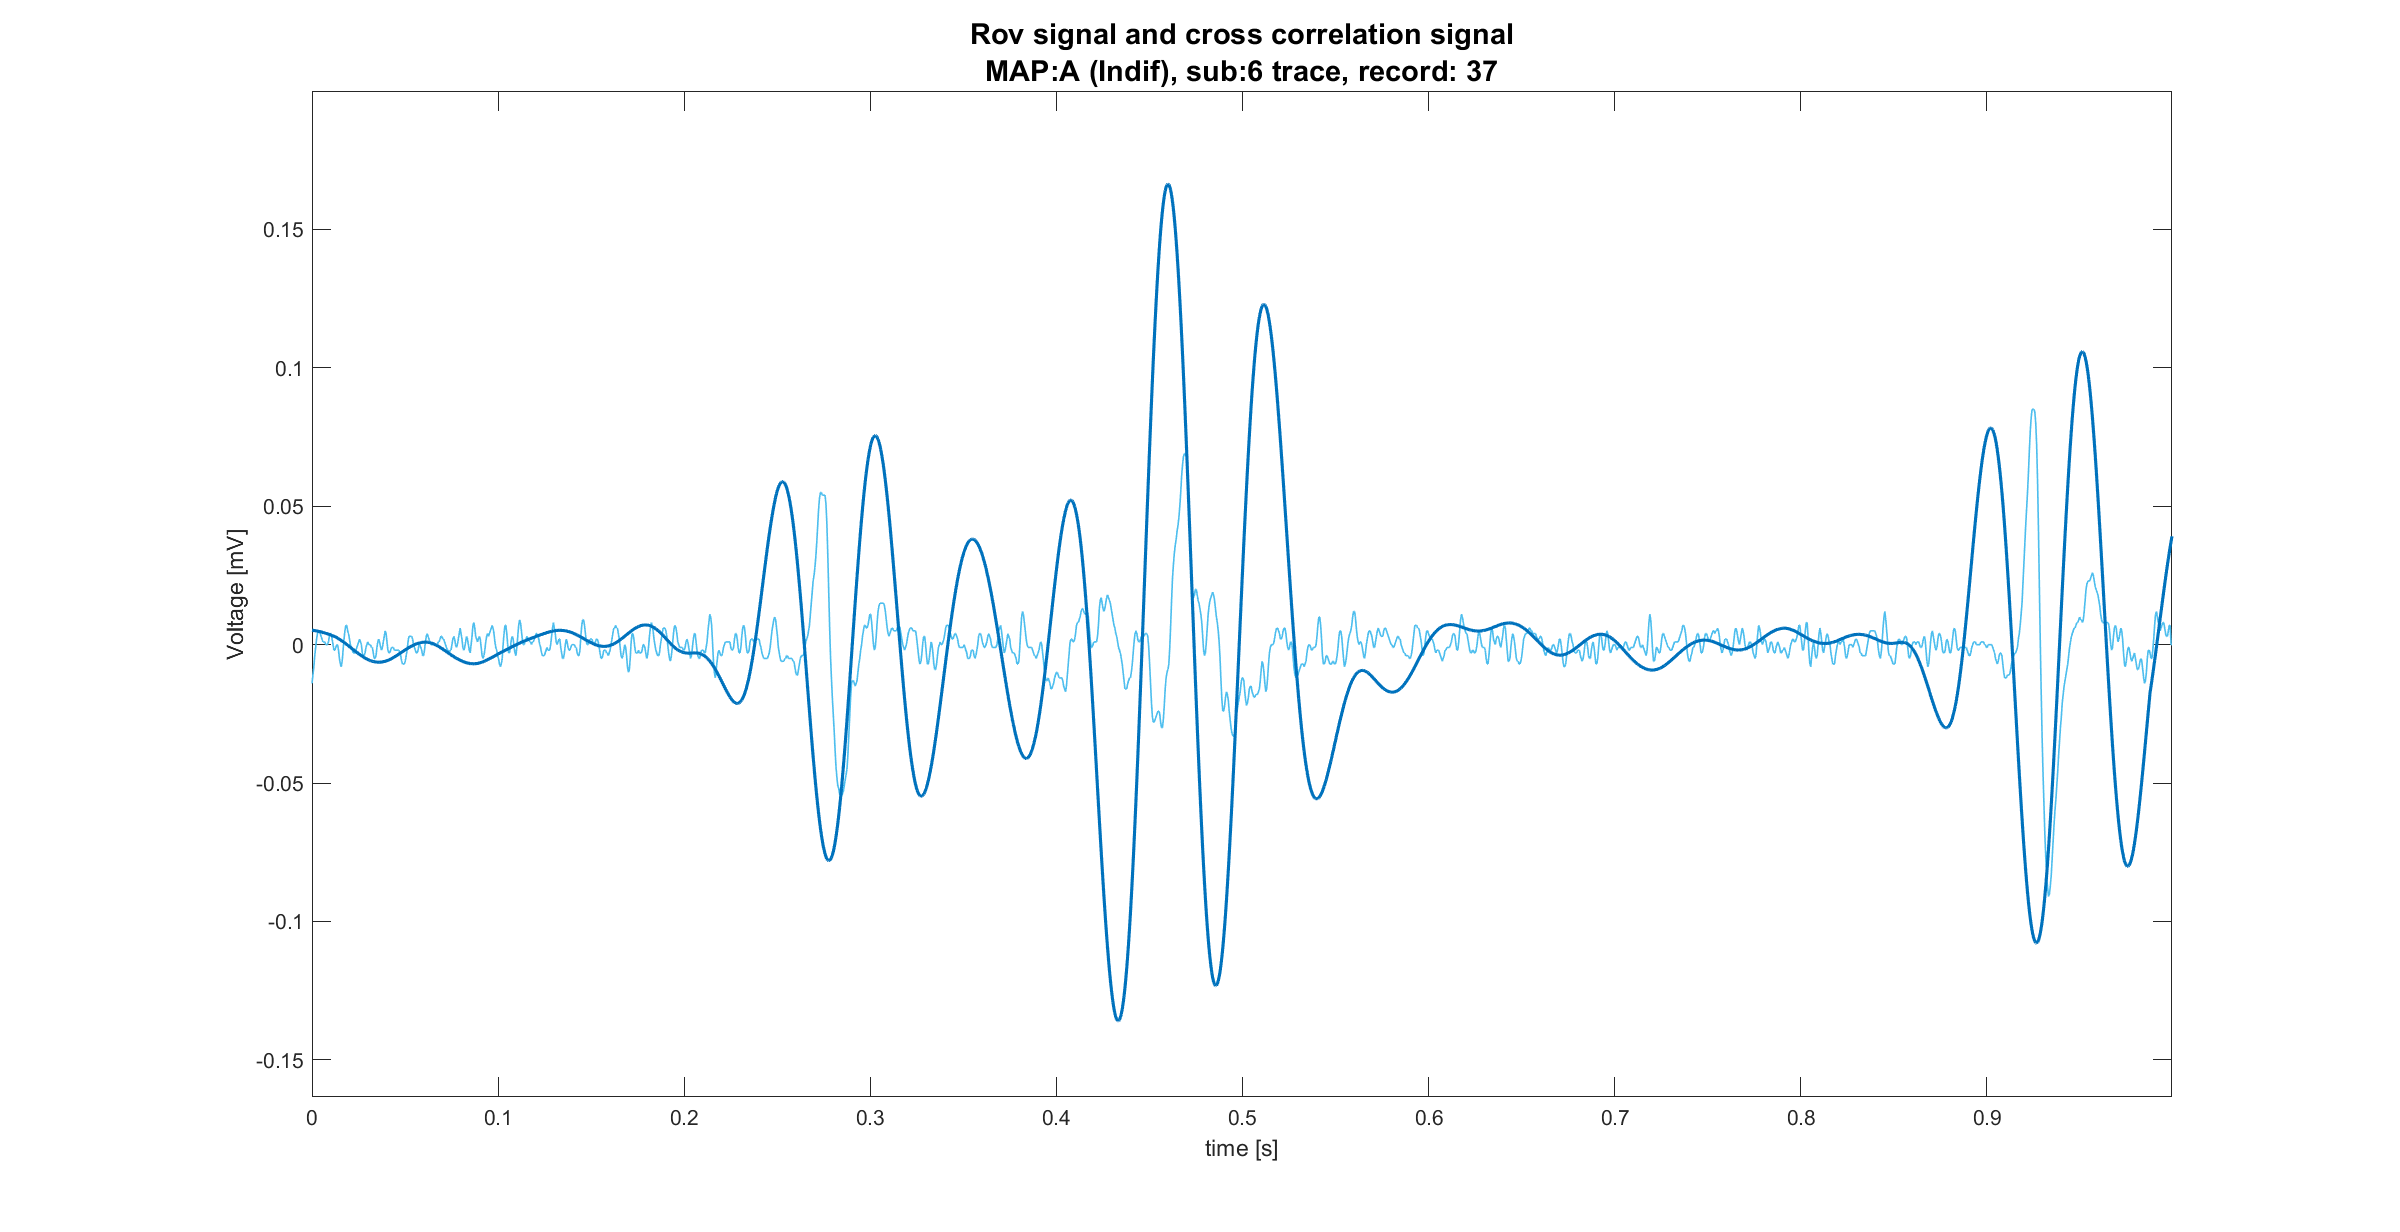 Rov signal and cross correlation signal
MAP:A (Indif), sub:6 trace, record: 37
Voltage [mV]
0.15
0.1
0.05
0
-0.05
-0.1
-0.15
0 0.1 0.2 0.3 0.4 0.5 0.6 0.7 0.8 0.9
time [s]